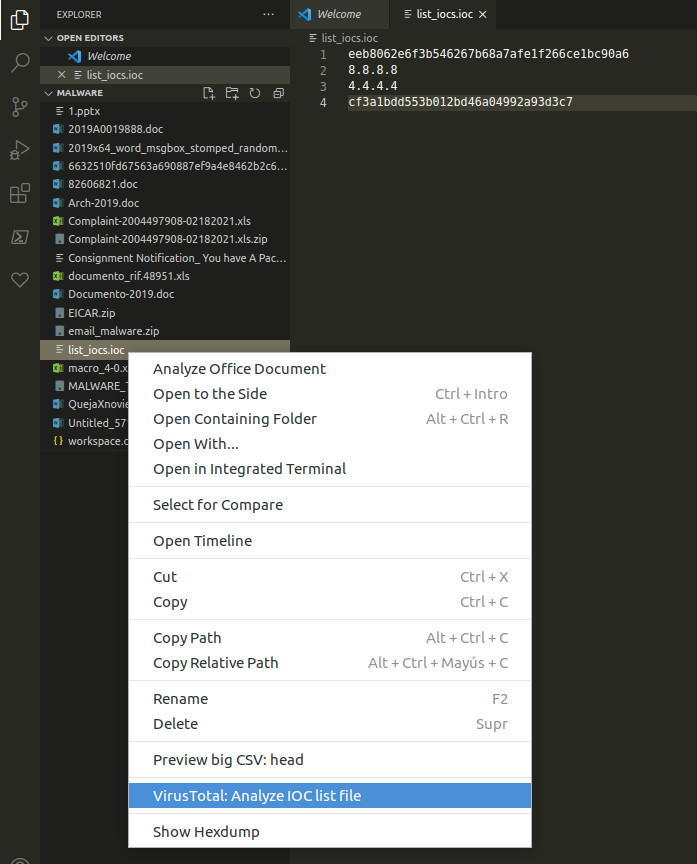 EXPLORER
OPEN EDITORS
Welcome
list_iocs.ioc
MALWARE
1.pptx
2019A0019888.doc
2019x64_word_msgbox_stomped_random...
6632510fd67563a690887ef9a4e8462b2c6...
82606821.doc
Arch-2019.doc
Complaint-2004497908-02182021.xls
Complaint-2004497908-02182021.xls.zip
Consignment Notification_ You have A Pac...
documento_rif.48951.xls
Documento-2019.doc
EICAR.zip
email_malware.zip
list_iocs.ioc
macro_4-0.x
MALWARE_
QuejaXnovie
Untitled_57
workspace.c
Welcome
list_iocs.ioc
list_iocs.ioc
1 eeb8062e6f3b546267b68a7afe1f266ce1bc90a6
2 8.8.8.8
3 4.4.4.4
4 cf3a1bdd553b012bd46a04992a93d3c7
Analyze Office Document
Open to the Side Ctrl + Intro
Open Containing Folder Alt + Ctrl + R
Open With...
Open in Integrated Terminal
Select for Compare
Open Timeline
Cut Ctrl + X
Copy Ctrl + C
Copy Path Alt + Ctrl + C
Copy Relative Path Alt + Ctrl + Mayús + C
Rename F2
Delete Supr
Preview big CSV: head
VirusTotal: Analyze IOC list file
Show Hexdump